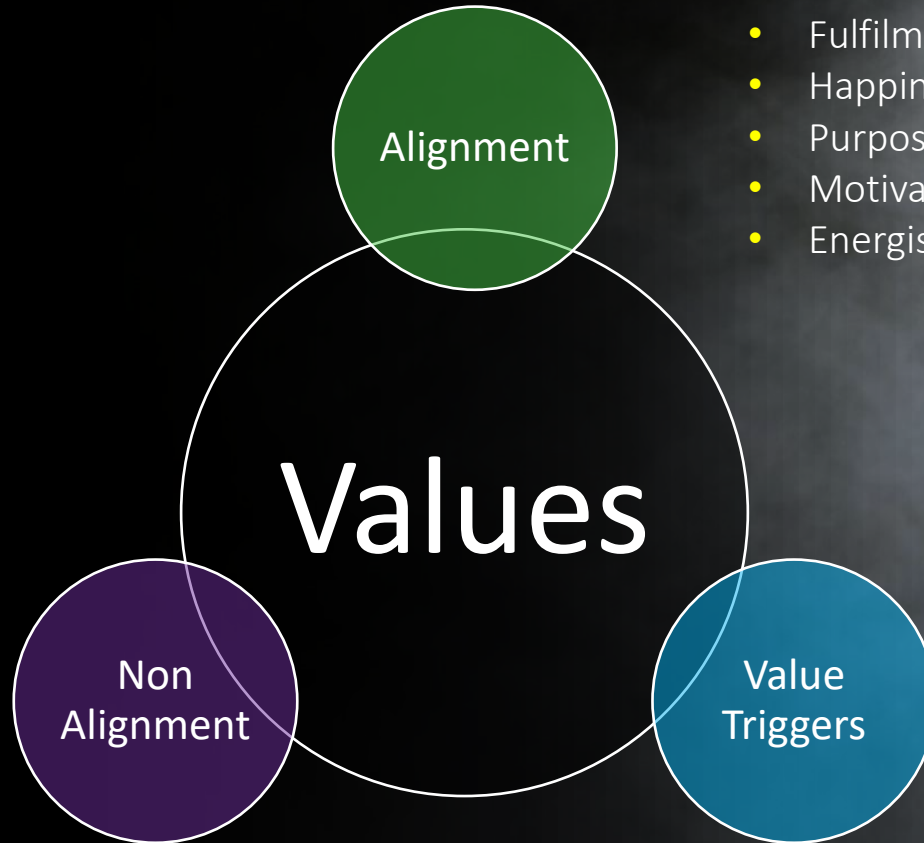 Alignment
• Fulfilm
• Happin
• Purpos
• Motiva
• Energis
Values
Non
Alignment
Value
Triggers